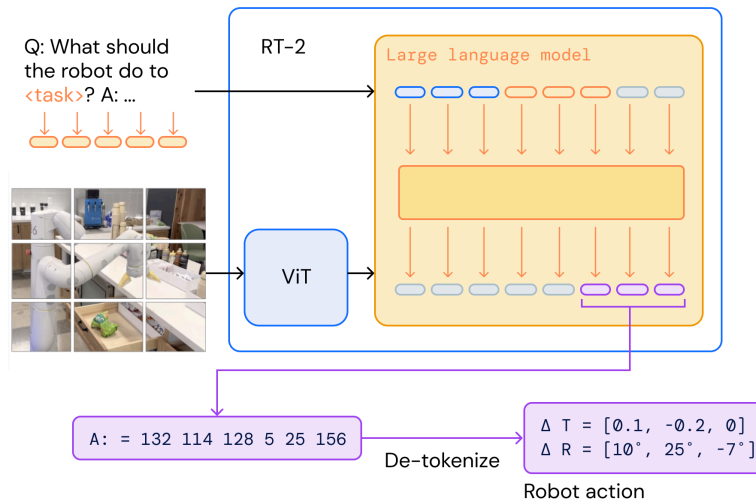 Q: What should
the robot do to
<task>? A: ...
RT-2
Large language model
ViT
A: = 132 114 128 5 25 156
De-tokenize
Δ T = [0.1, -0.2, 0]
Δ R = [10˚, 25˚, -7˚]
Robot action